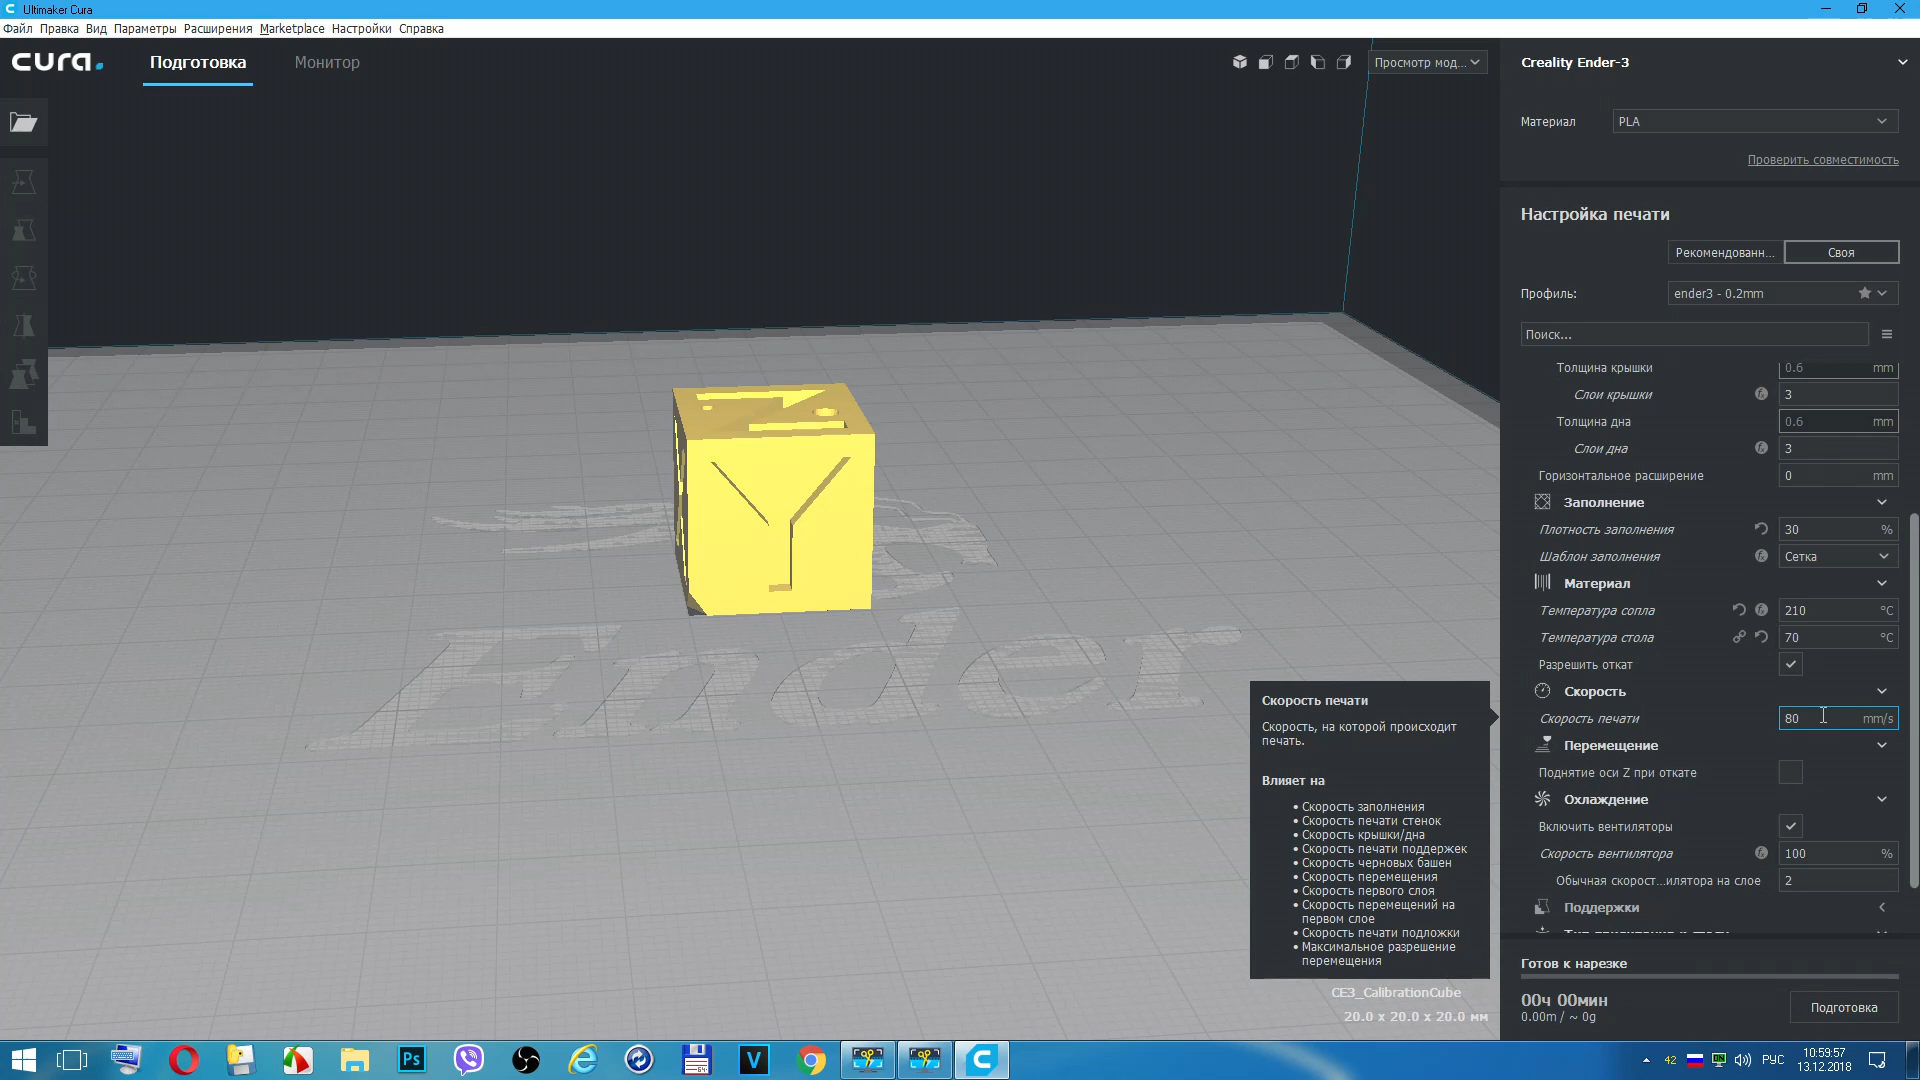 Ultimaker Cura
Файл Правка Вид Параметры Расширения Marketplace Настройки Справка
cura.
Подготовка
Монитор
Просмотр мод...
Creality Ender-3
Материал
PLA
Проверить совместимость
Настройка печати
Рекомендованн...
Своя
Профиль:
ender3 - 0.2mm
Поиск...
Толщина крышки
0.6 mm
Слои крышки
3
Толщина дна
0.6 mm
Слои дна
3
Горизонтальное расширение
0 mm
Заполнение
Плотность заполнения
30 %
Шаблон заполнения
Сетка
Материал
Температура сопла
210 °C
Температура стола
70 °C
Разрешить откат
Скорость
Скорость печати
80 mm/s
Перемещение
Поднятие оси Z при откате
Охлаждение
Включить вентиляторы
Скорость вентилятора
100 %
Обычная скорост...илятора на слое
2
Поддержки
Готов к нарезке
00ч 00мин
0.00m / ~ 0g
Подготовка
Y
Z
Ender
Скорость печати
Скорость, на которой происходит
печать.
Влияет на
• Скорость заполнения
• Скорость печати стенок
• Скорость крышки/дна
• Скорость печати поддержек
• Скорость черновых башен
• Скорость перемещения
• Скорость первого слоя
• Скорость перемещений на
первом слое
• Скорость печати подложки
• Максимальное разрешение
перемещения
CE3_CalibrationCube
20.0 x 20.0 x 20.0 мм
Ps
64
V
42
РУС
10:59:57
13.12.2018